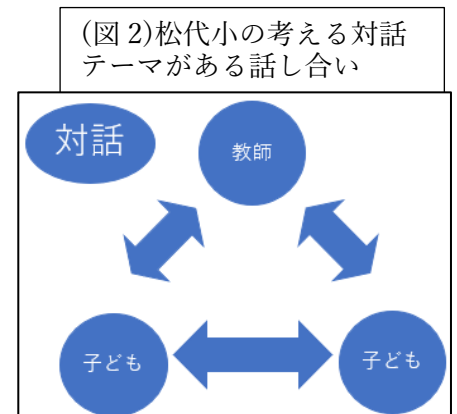 (図 2)松代小の考える対話
テーマがある話し合い
対話
教師
子ども
子ども